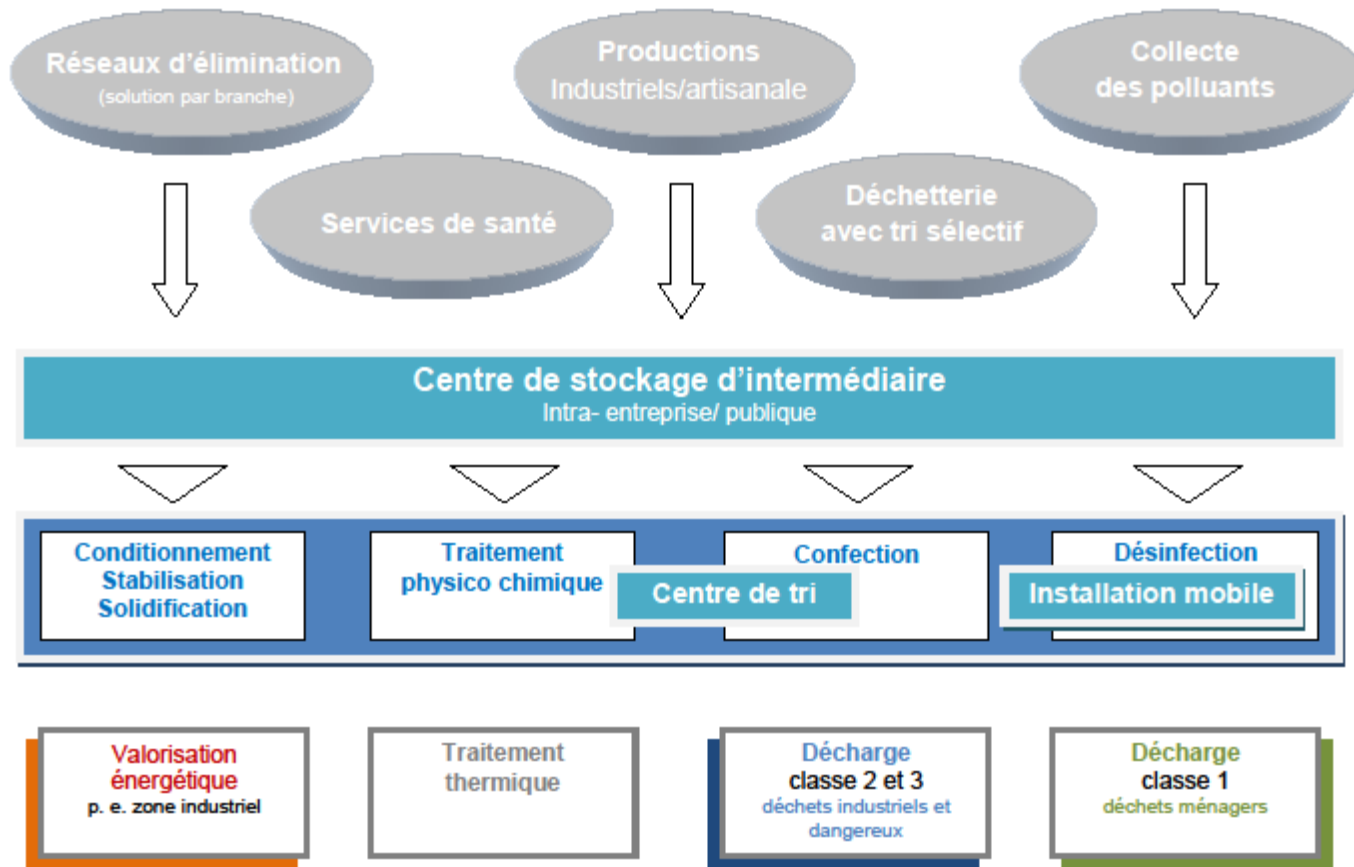 Réseaux d'élimination
(solution par branche)
Productions
Industriels/artisanale
Collecte
des polluants
Services de santé
Déchetterie
avec tri sélectif
Centre de stockage d'intermédiaire
Intra- entreprise/ publique
Conditionnement
Stabilisation
Solidification
Traitement
physico chimique
Centre de tri
Confection
Désinfection
Installation mobile
Valorisation
énergétique
p. e. zone industriel
Traitement
thermique
Décharge
classe 2 et 3
déchets industriels et
dangereux
Décharge
classe 1
déchets ménagers